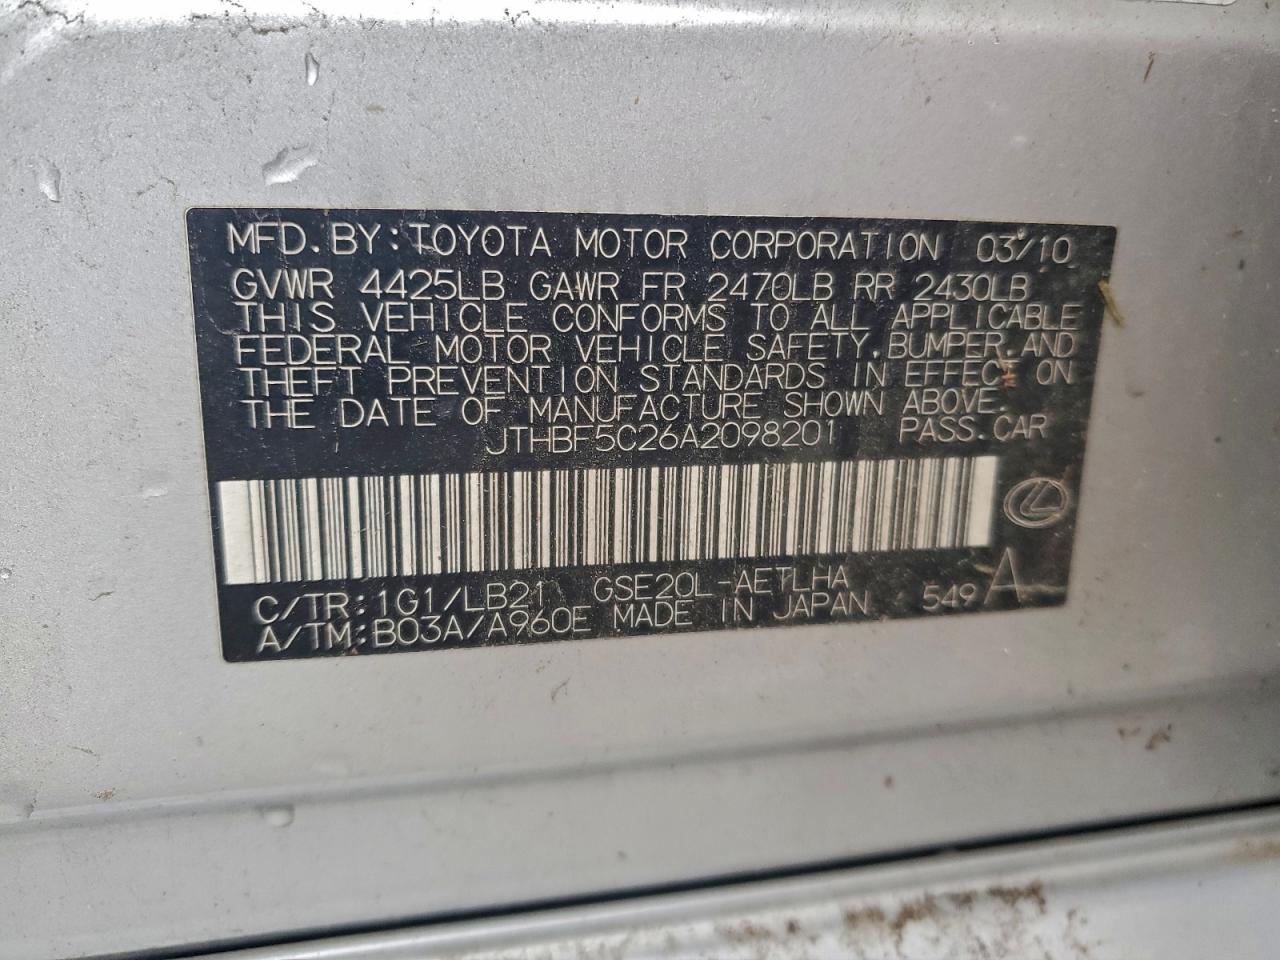 MFD.BY:TOYOTA MOTOR CORPORATION 03/10
GVWR 4425LB GAWR FR 2470LB RR 2430LB
THIS VEHICLE CONFORMS TO ALL APPLICABLE
FEDERAL MOTOR VEHICLE SAFETY,BUMPER,AND
THEFT PREVENTION STANDARDS IN EFFECT ON
THE DATE OF MANUFACTURE SHOWN ABOVE.
JTHBF5C26A2098201 PASS.CAR
C/TR:1G1/LB21 GSE20L-AETLHA
A/TM:B03A/A960E MADE IN JAPAN 549 A